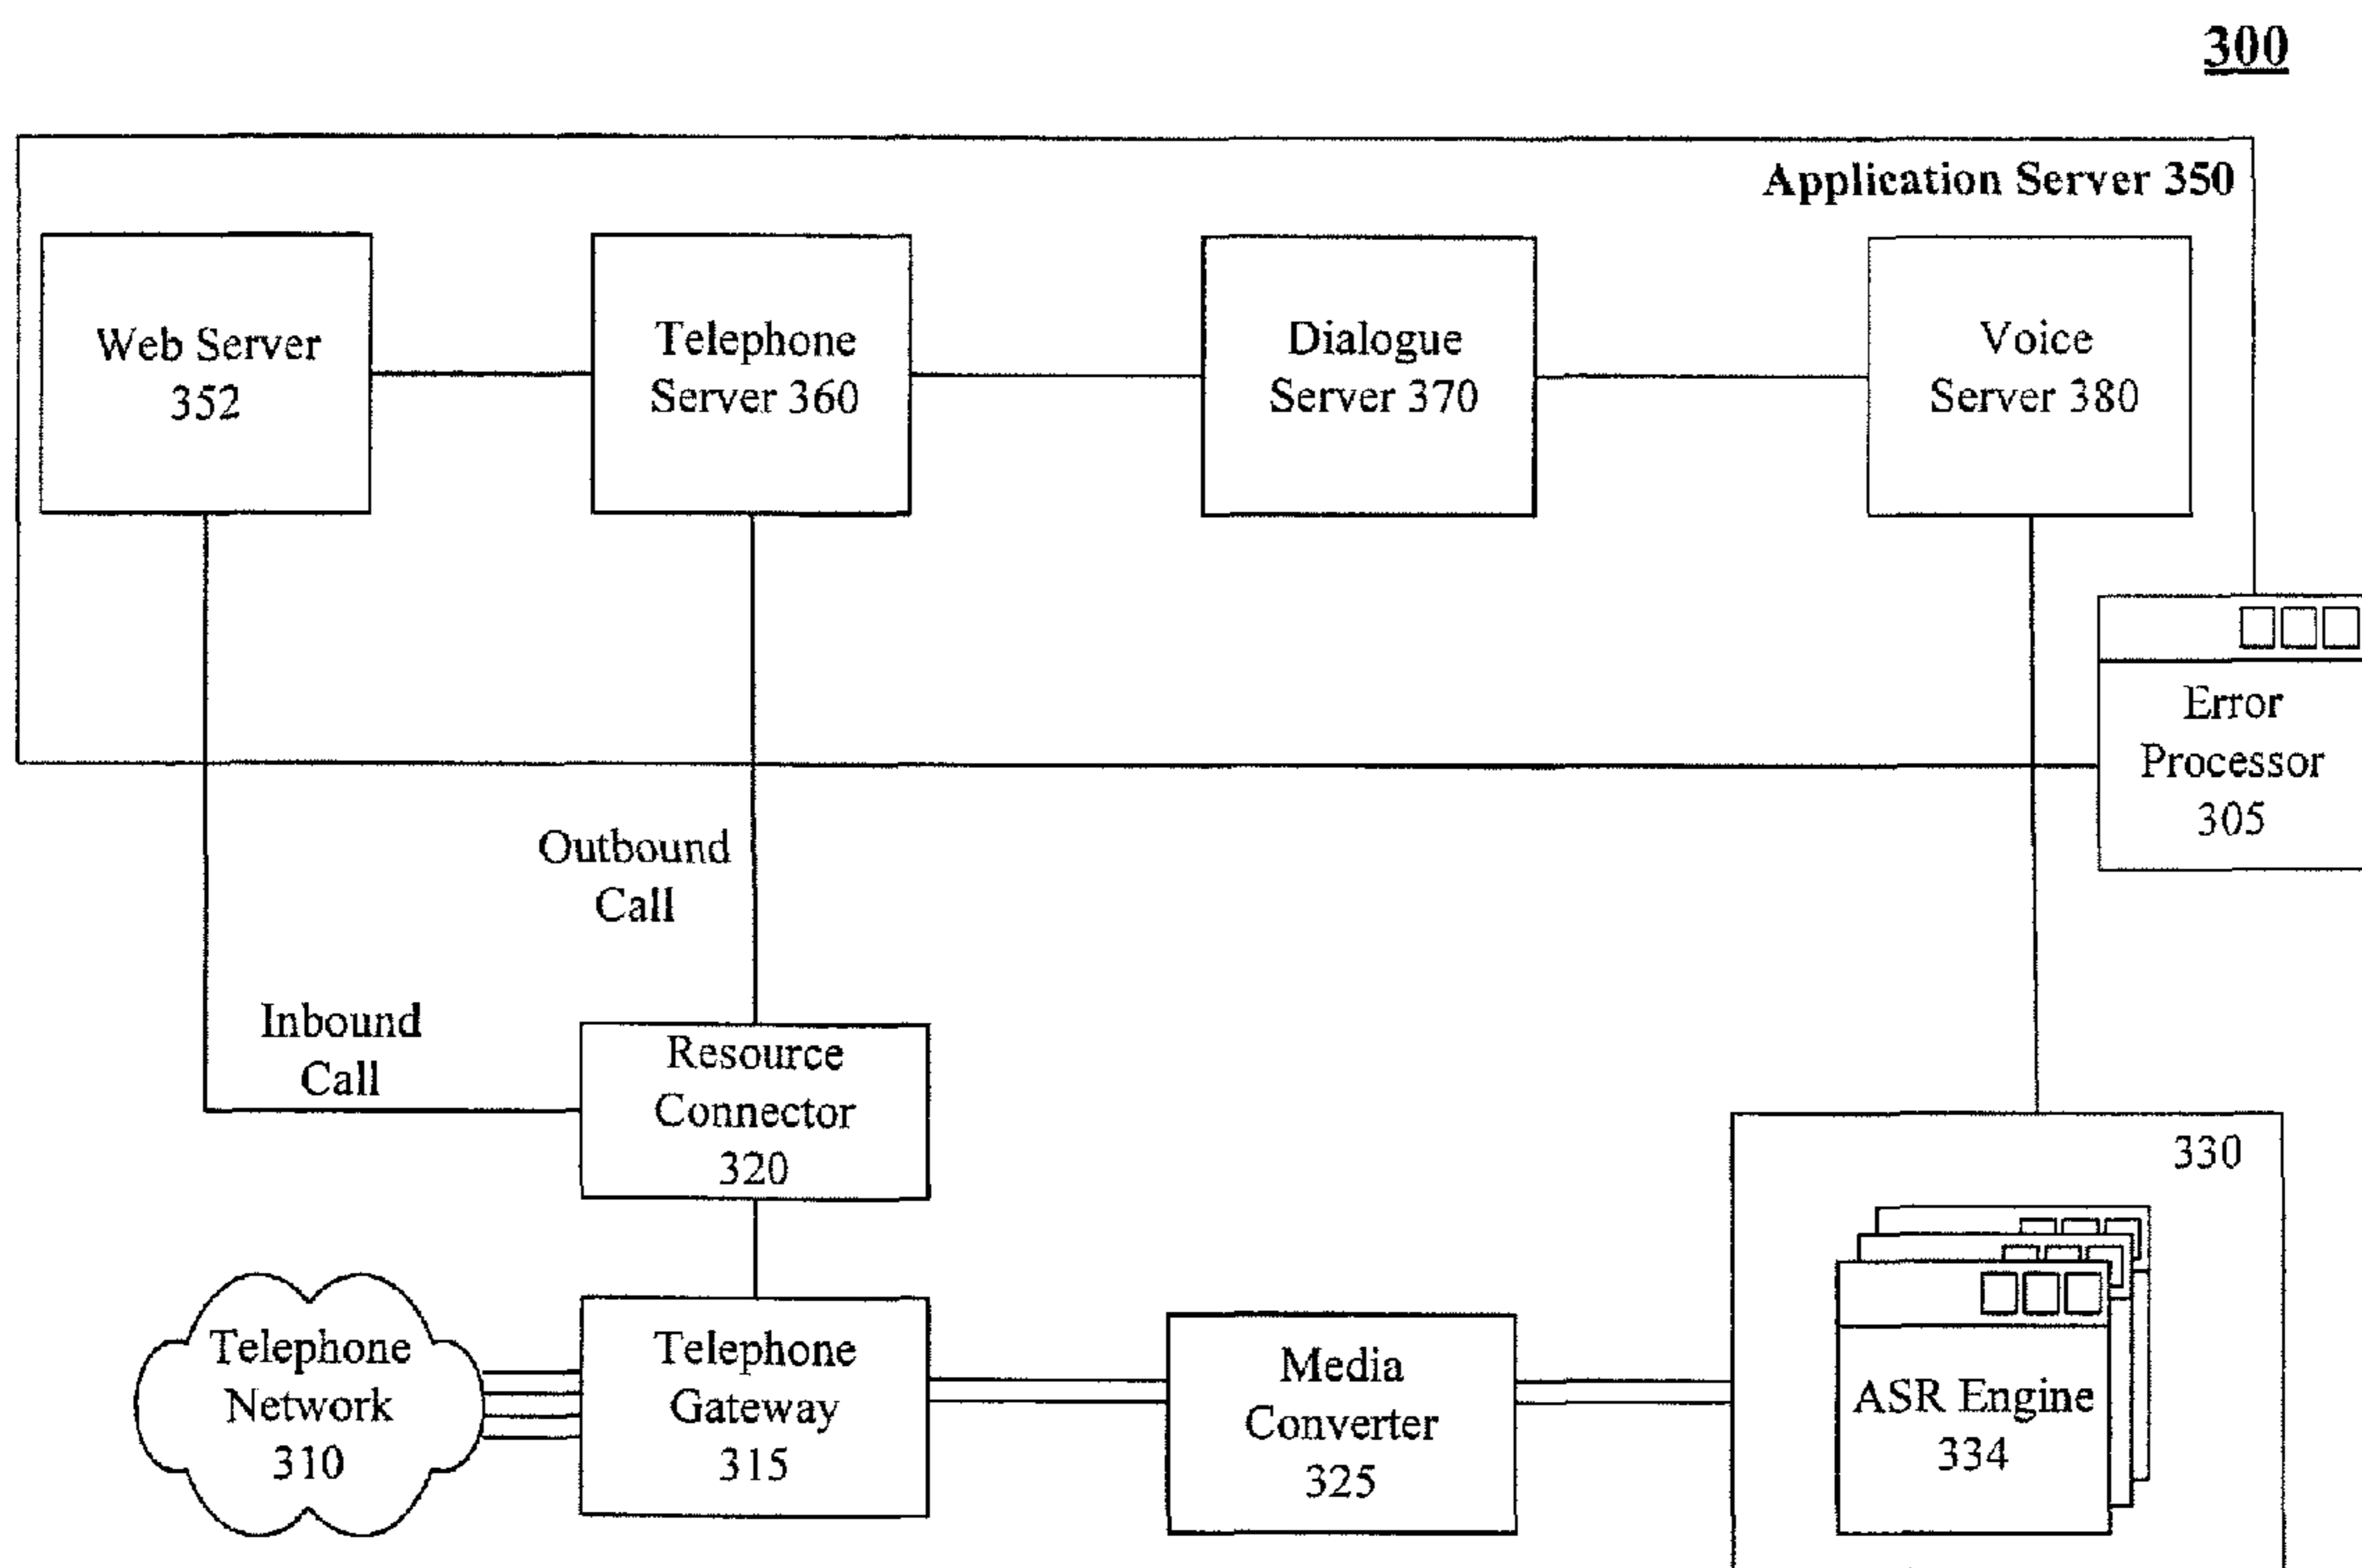 300
Application Server 350
Web Server
352
Telephone
Server 360
Dialogue
Server 370
Voice
Server 380
Error
Processor
305
Outbound
Call
Inbound
Call
Resource
Connector
320
330
Telephone
Network
310
Telephone
Gateway
315
Media
Converter
325
ASR Engine
334